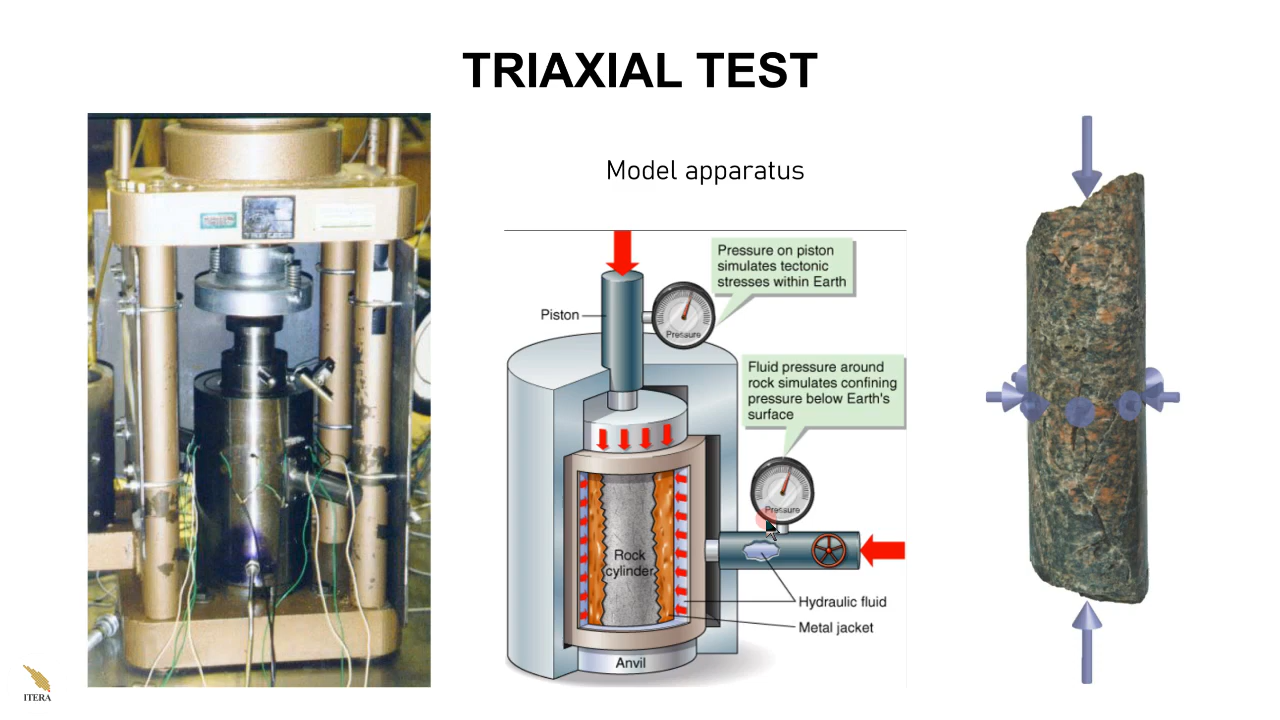 TRIAXIAL TEST
Model apparatus
Pressure on piston
simulates tectonic
stresses within Earth
Piston
Pressure
Fluid pressure around
rock simulates confining
pressure below Earth's
surface
Pressure
Rock
cylinder
Hydraulic fluid
Metal jacket
Anvil
ITERA